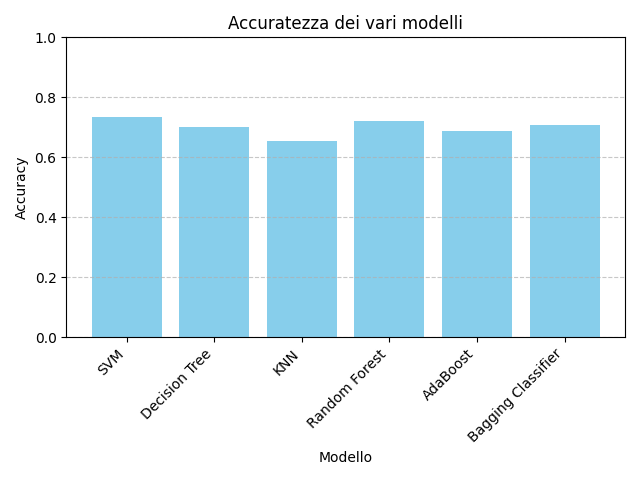 Accuratezza dei vari modelli
Accuracy
1.0
0.8
0.6
0.4
0.2
0.0
SVM
Decision Tree
KNN
Random Forest
AdaBoost
Bagging Classifier
Modello